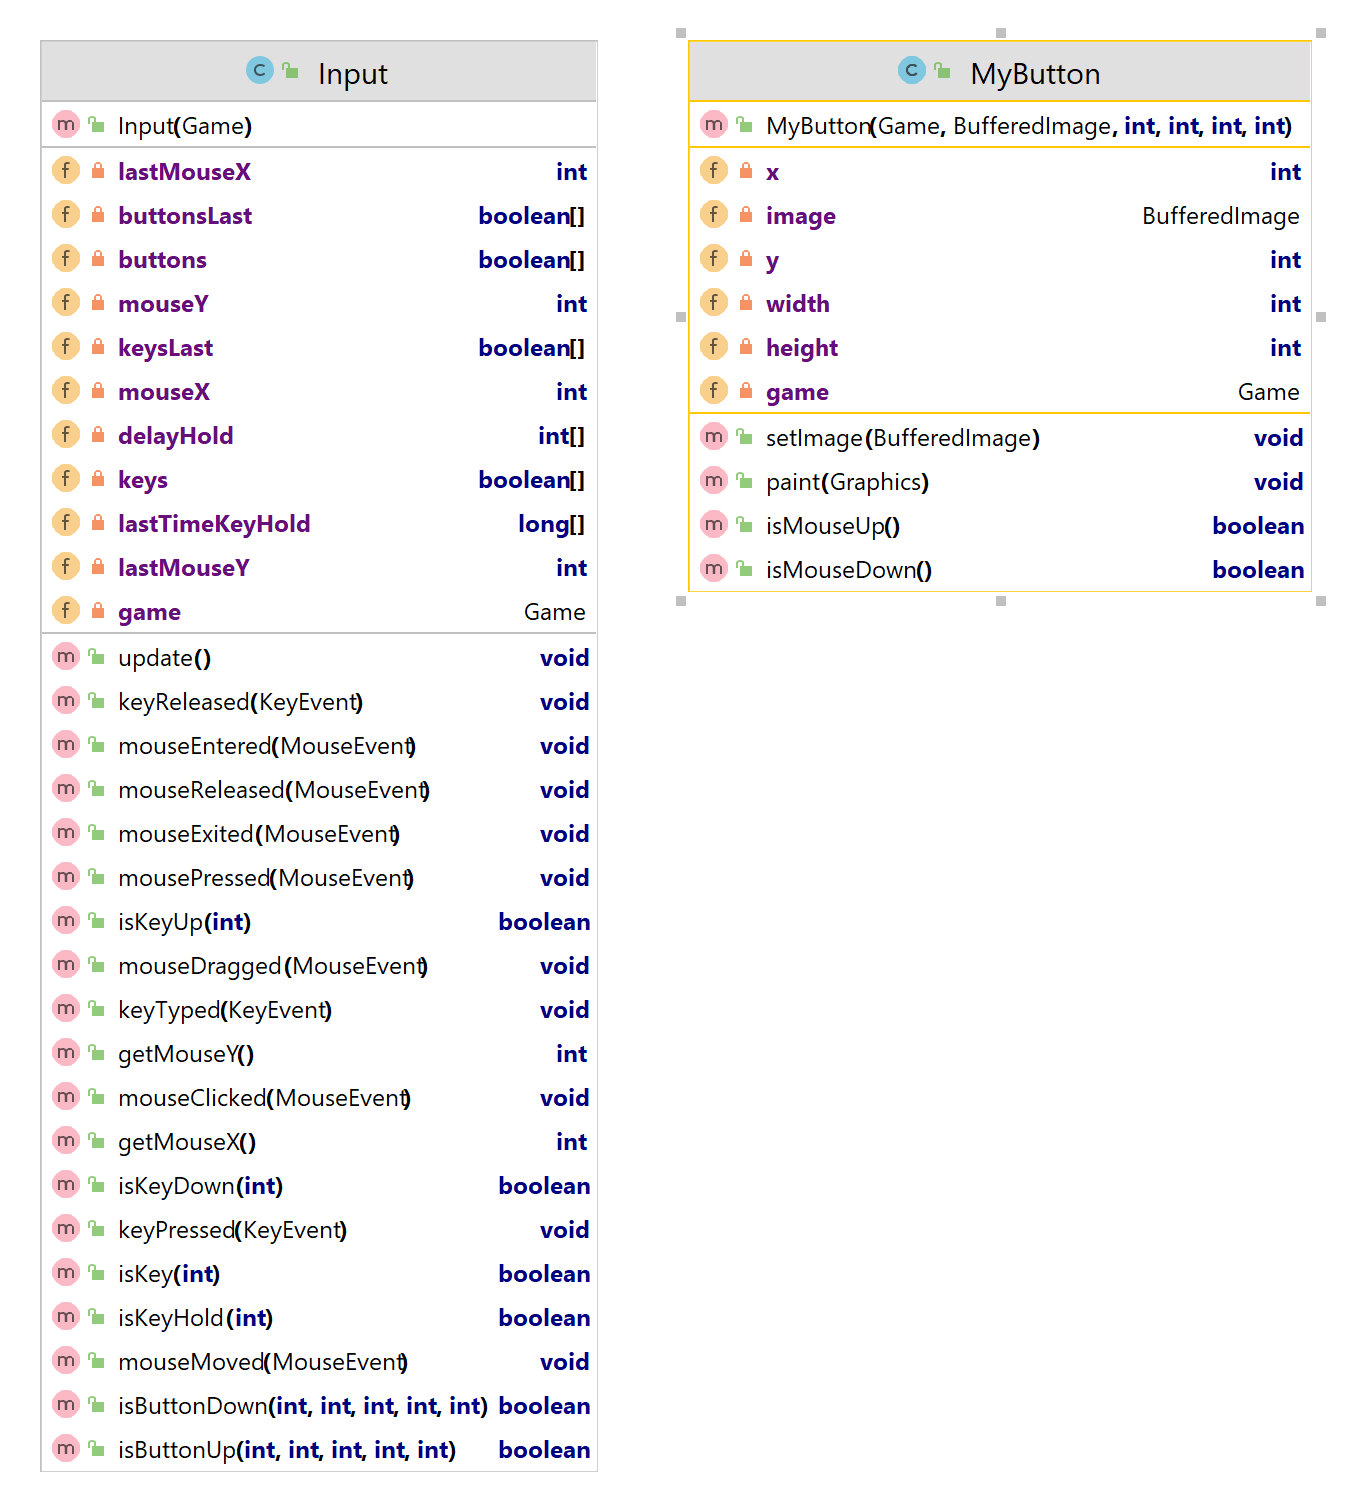 Input
Input(Game)
lastMouseX int
buttonsLast boolean[]
buttons boolean[]
mouseY int
keysLast boolean[]
mouseX int
delayHold int[]
keys boolean[]
lastTimeKeyHold long[]
lastMouseY int
game Game
update() void
keyReleased(KeyEvent) void
mouseEntered(MouseEvent) void
mouseReleased(MouseEvent) void
mouseExited(MouseEvent) void
mousePressed(MouseEvent) void
isKeyUp(int) boolean
mouseDragged(MouseEvent) void
keyTyped(KeyEvent) void
getMouseY() int
mouseClicked(MouseEvent) void
getMouseX() int
isKeyDown(int) boolean
keyPressed(KeyEvent) void
isKey(int) boolean
isKeyHold(int) boolean
mouseMoved(MouseEvent) void
isButtonDown(int, int, int, int, int) boolean
isButtonUp(int, int, int, int, int) boolean
MyButton
MyButton(Game, BufferedImage, int, int, int, int)
x int
image BufferedImage
y int
width int
height int
game Game
setImage(BufferedImage) void
paint(Graphics) void
isMouseUp() boolean
isMouseDown() boolean